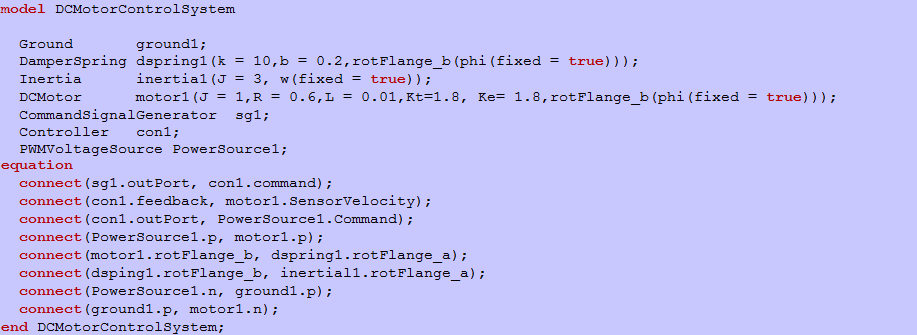 model DCMotorControlSystem
Ground ground1;
DamperSpring dspring1(k = 10,b = 0.2,rotFlange_b(phi(fixed = true)));
Inertia inertia1(J = 3, w(fixed = true));
DCMotor motor1(J = 1,R = 0.6,L = 0.01,Kt=1.8, Ke= 1.8,rotFlange_b(phi(fixed = true)));
CommandSignalGenerator sg1;
Controller con1;
PWMVoltageSource PowerSource1;
equation
connect(sg1.outPort, con1.command);
connect(con1.feedback, motor1.SensorVelocity);
connect(con1.outPort, PowerSource1.Command);
connect(PowerSource1.p, motor1.p);
connect(motor1.rotFlange_b, dspring1.rotFlange_a);
connect(dsping1.rotFlange_b, inertial1.rotFlange_a);
connect(PowerSource1.n, ground1.p);
connect(ground1.p, motor1.n);
end DCMotorControlSystem;